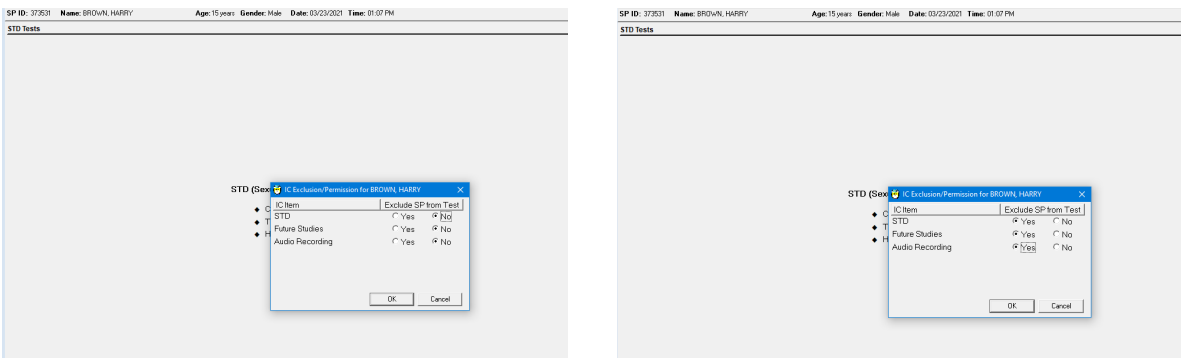 SP ID: 373531 Name: BROWN, HARRY Age: 15 years Gender: Male Date: 03/23/2021 Time: 01:07 PM
STD Tests
STD (Sex
C
T
H
IC Exclusion/Permission for BROWN, HARRY
IC Item Exclude SP from Test
STD Yes No
Future Studies Yes No
Audio Recording Yes No
OK Cancel
SP ID: 373531 Name: BROWN, HARRY Age: 15 years Gender: Male Date: 03/23/2021 Time: 01:07 PM
STD Tests
STD (Sex
C
T
H
IC Exclusion/Permission for BROWN, HARRY
IC Item Exclude SP from Test
STD Yes No
Future Studies Yes No
Audio Recording Yes No
OK Cancel